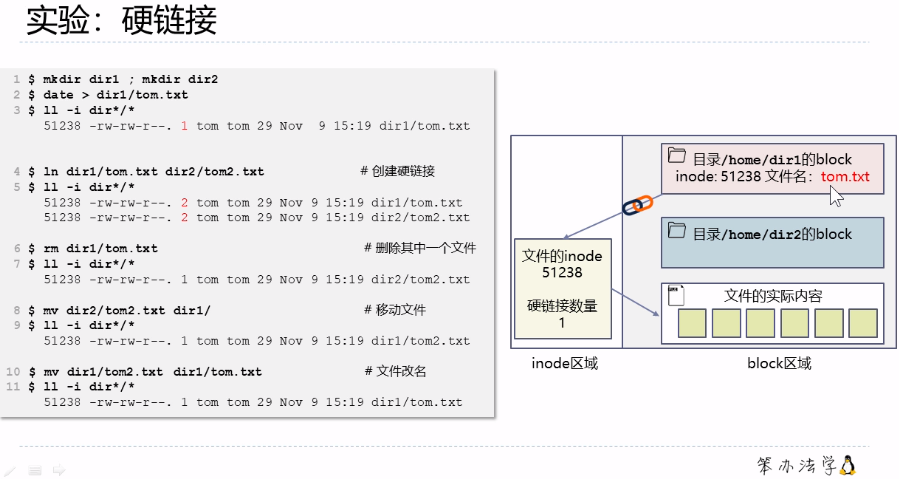 实验：硬链接
1 $ mkdir dir1 ; mkdir dir2
2 $ date > dir1/tom.txt
3 $ ll -i dir*/*
51238 -rw-rw-r--. 1 tom tom 29 Nov  9 15:19 dir1/tom.txt
4 $ ln dir1/tom.txt dir2/tom2.txt # 创建硬链接
5 $ ll -i dir*/*
51238 -rw-rw-r--. 2 tom tom 29 Nov 9 15:19 dir1/tom.txt
51238 -rw-rw-r--. 2 tom tom 29 Nov 9 15:19 dir2/tom2.txt
6 $ rm dir1/tom.txt # 删除其中一个文件
7 $ ll -i dir*/*
51238 -rw-rw-r--. 1 tom tom 29 Nov 9 15:19 dir2/tom2.txt
8 $ mv dir2/tom2.txt dir1/ # 移动文件
9 $ ll -i dir*/*
51238 -rw-rw-r--. 1 tom tom 29 Nov 9 15:19 dir1/tom2.txt
10 $ mv dir1/tom2.txt dir1/tom.txt # 文件改名
11 $ ll -i dir*/*
51238 -rw-rw-r--. 1 tom tom 29 Nov 9 15:19 dir1/tom.txt
目录/home/dir1的block
inode: 51238 文件名：tom.txt
目录/home/dir2的block
文件的inode
51238
硬链接数量
1
文件的实际内容
inode区域
block区域
笨办法学